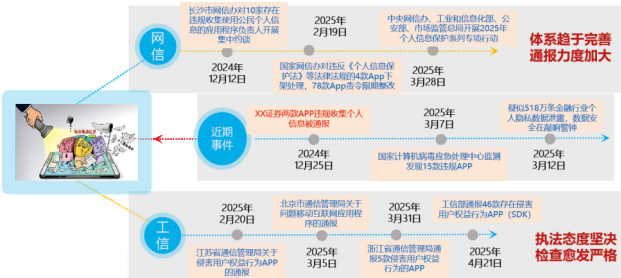 长沙市网信办对10家存在
违规收集使用公民个人信
息的应用程序负责人开展
集中约谈
2025年
2月19日
中央网信办、工业和信息化部、公
安部、市场监管总局开展2025年
个人信息保护系列专项行动
体系趋于完善
通报力度加大
网
信
2024年
12月12日
国家网信办对违反《个人信息保
护法》等法律法规的4款App下
架处理，78款App责令限期整改
2025年
3月28日
XX证券两款APP违规收集个人
信息被通报
2025年
3月7日
疑似518万条金融行业个
人隐私数据泄露，数据安
全在敲响警钟
近期
事件
2024年
12月25日
国家计算机病毒应急处理中心监测
发现15款违规APP
2025年
3月12日
2025年
2月20日
北京市通信管理局关于
问题移动互联网应用程
序的通报
2025年
3月31日
工信部通报46款存在侵害
用户权益行为APP（SDK）
工信
江苏省通信管理局关于
侵害用户权益行为APP
的通报
2025年
3月5日
浙江省通信管理局通
报5款侵害用户权益
行为的APP
2025年
4月21日
执法态度坚决
检查愈发严格